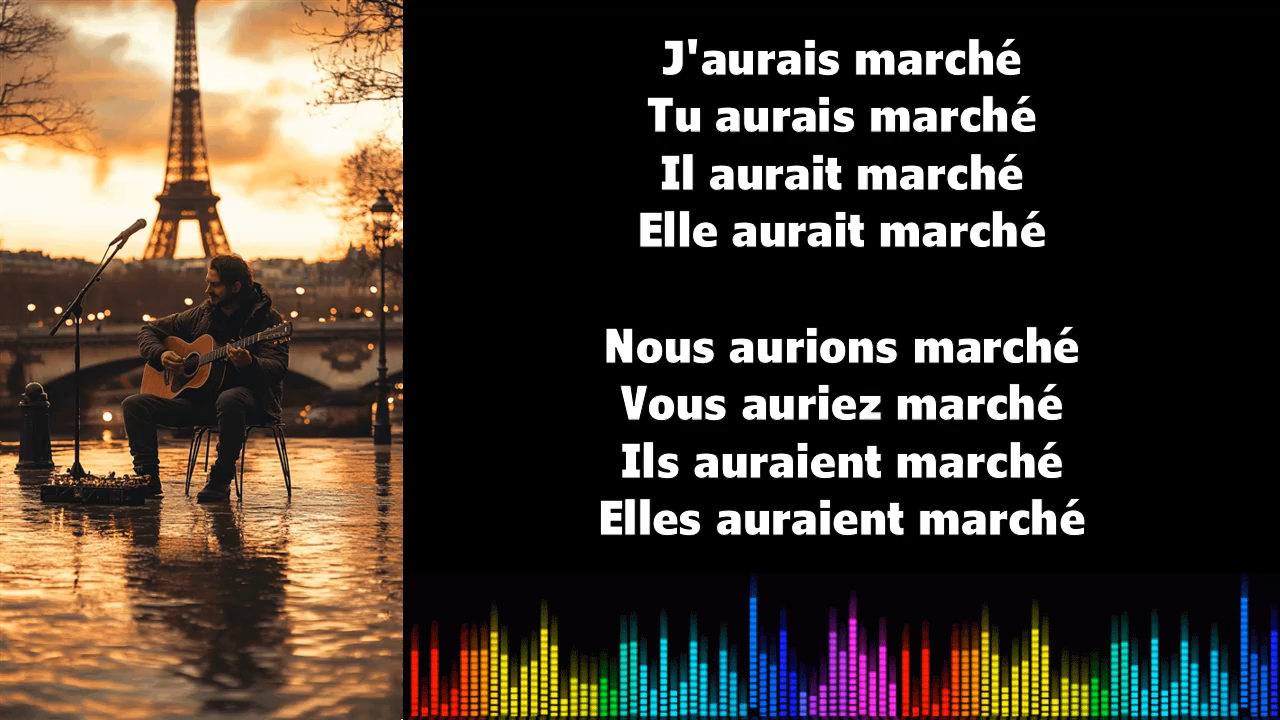 J'aurais marché
Tu aurais marché
Il aurait marché
Elle aurait marché
Nous aurions marché
Vous auriez marché
Ils auraient marché
Elles auraient marché